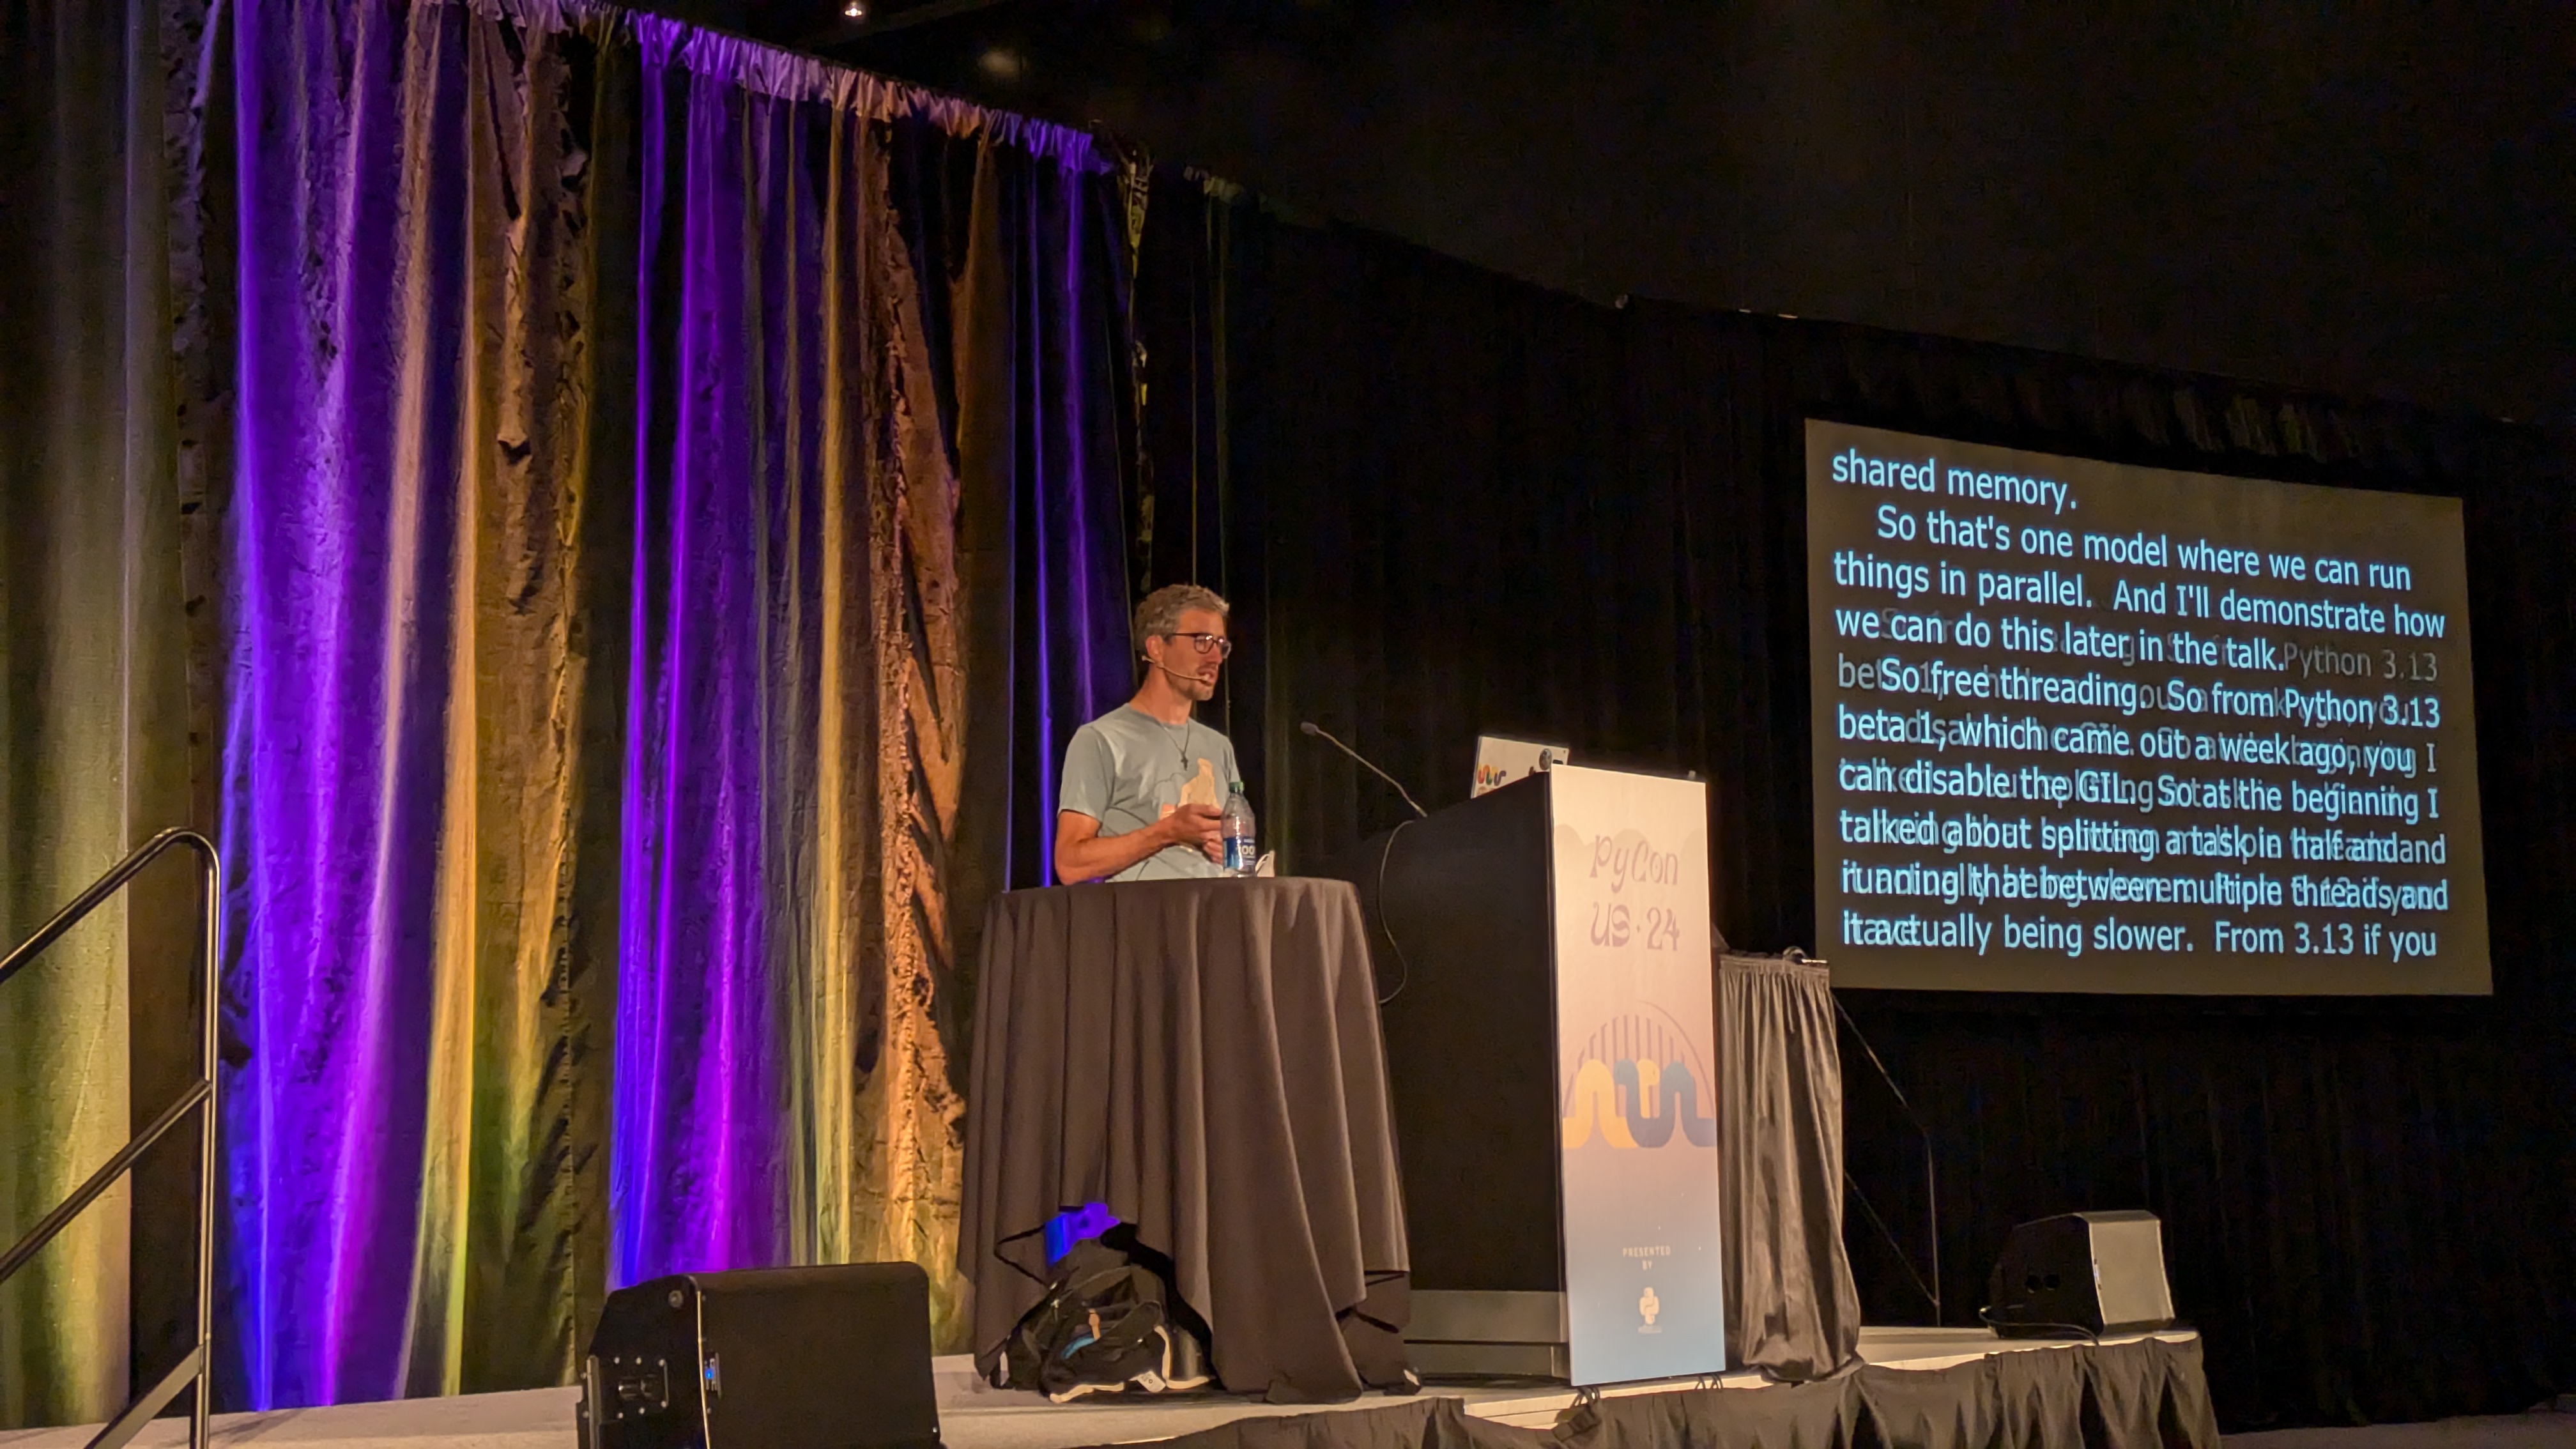 shared memory.
So that's one model where we can run
things in parallel. And I'll demonstrate how
we can do this later in the talk.
So free threading. So from Python 3.13
beta 1, which came out a week ago, you
can disable the GIL. So at the beginning I
talked about splitting a task in half and
running that between multiple threads and
it actually being slower. From 3.13 if you
PyCon
US · 24
PRESENTED
BY